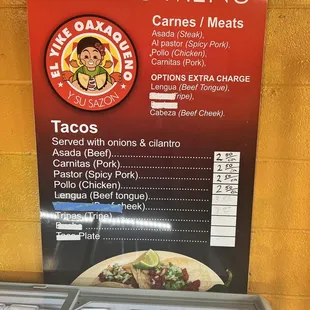 EL YIKE OAXAQUEÑO
Y SU SAZON
Carnes / Meats
Asada (Steak),
Al pastor (Spicy Pork),
Pollo (Chicken),
Carnitas (Pork),
OPTIONS EXTRA CHARGE
Lengua (Beef Tongue),
Tripe),
Cabeza (Beef Cheek).
Tacos
Served with onions & cilantro
Asada (Beef)
Carnitas (Pork)
Pastor (Spicy Pork)
Pollo (Chicken)
Lengua (Beef tongue)
cheek)
Tripas (Tripe)
Taco Plate